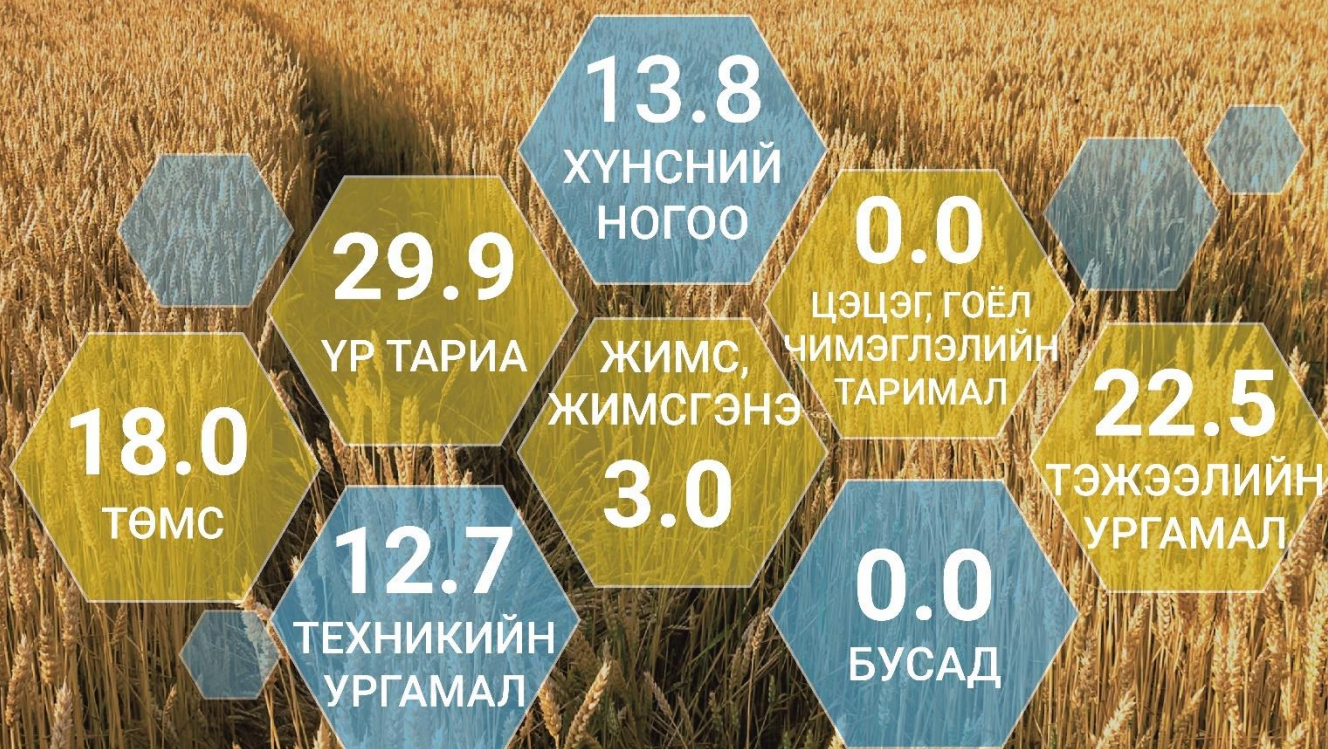 13.8
ХҮНСНИЙ
НОГОО
29.9
ҮР ТАРИА
0.0
ЦЭЦЭГ, ГОЁЛ
ЧИМЭГЛЭЛИЙН
ТАРИМАЛ
18.0
ТӨМС
ЖИМС,
ЖИМСГЭНЭ
3.0
22.5
ТЭЖЭЭЛИЙН
УРГАМАЛ
12.7
ТЕХНИКИЙН
УРГАМАЛ
0.0
БУСАД